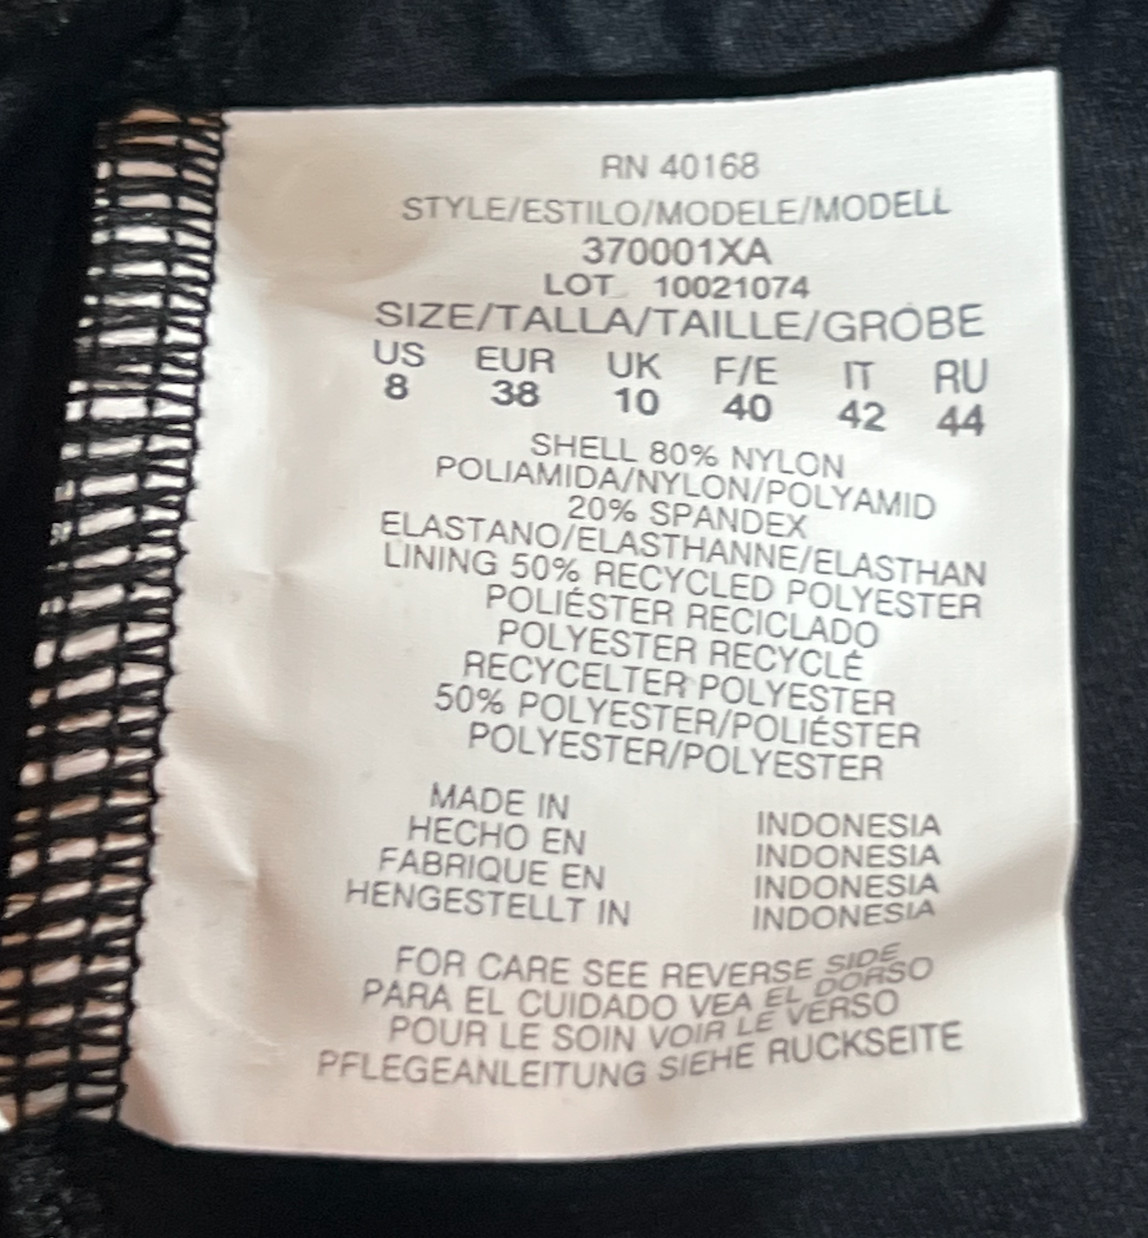 RN 40168
STYLE/ESTILO/MODELE/MODELL
370001XA
LOT 10021074
SIZE/TALLA/TAILLE/GRÓBE
US EUR UK F/E IT RU
8 38 10 40 42 44
SHELL 80% NYLON
POLIAMIDA/NYLON/POLYAMID
20% SPANDEX
ELASTANO/ELASTHANNE/ELASTHAN
LINING 50% RECYCLED POLYESTER
POLIÉSTER RECICLADO
POLYESTER RECYCLÉ
RECYCELTER POLYESTER
50% POLYESTER/POLIÉSTER
POLYESTER/POLYESTER
MADE IN INDONESIA
HECHO EN INDONESIA
FABRIQUE EN INDONESIA
HENGESTELLT IN INDONESIA
FOR CARE SEE REVERSE SIDE
PARA EL CUIDADO VEA EL DORSO
POUR LE SOIN VOIR LE VERSO
PFLEGEANLEITUNG SIEHE RUCKSEITE